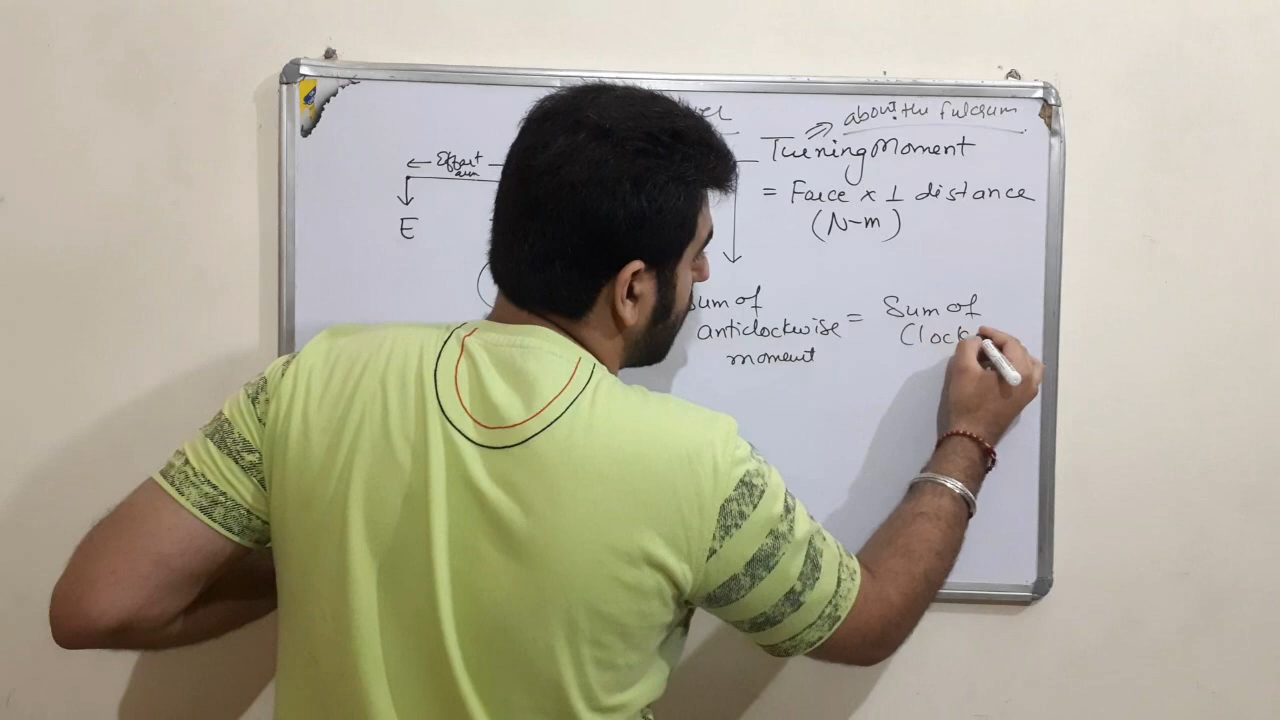 about the fulcrum
Turning Moment
= Force x ⊥ distance
(N-m)
← Effort
arm
E
Sum of
anticlockwise = Sum of
moment
Clock